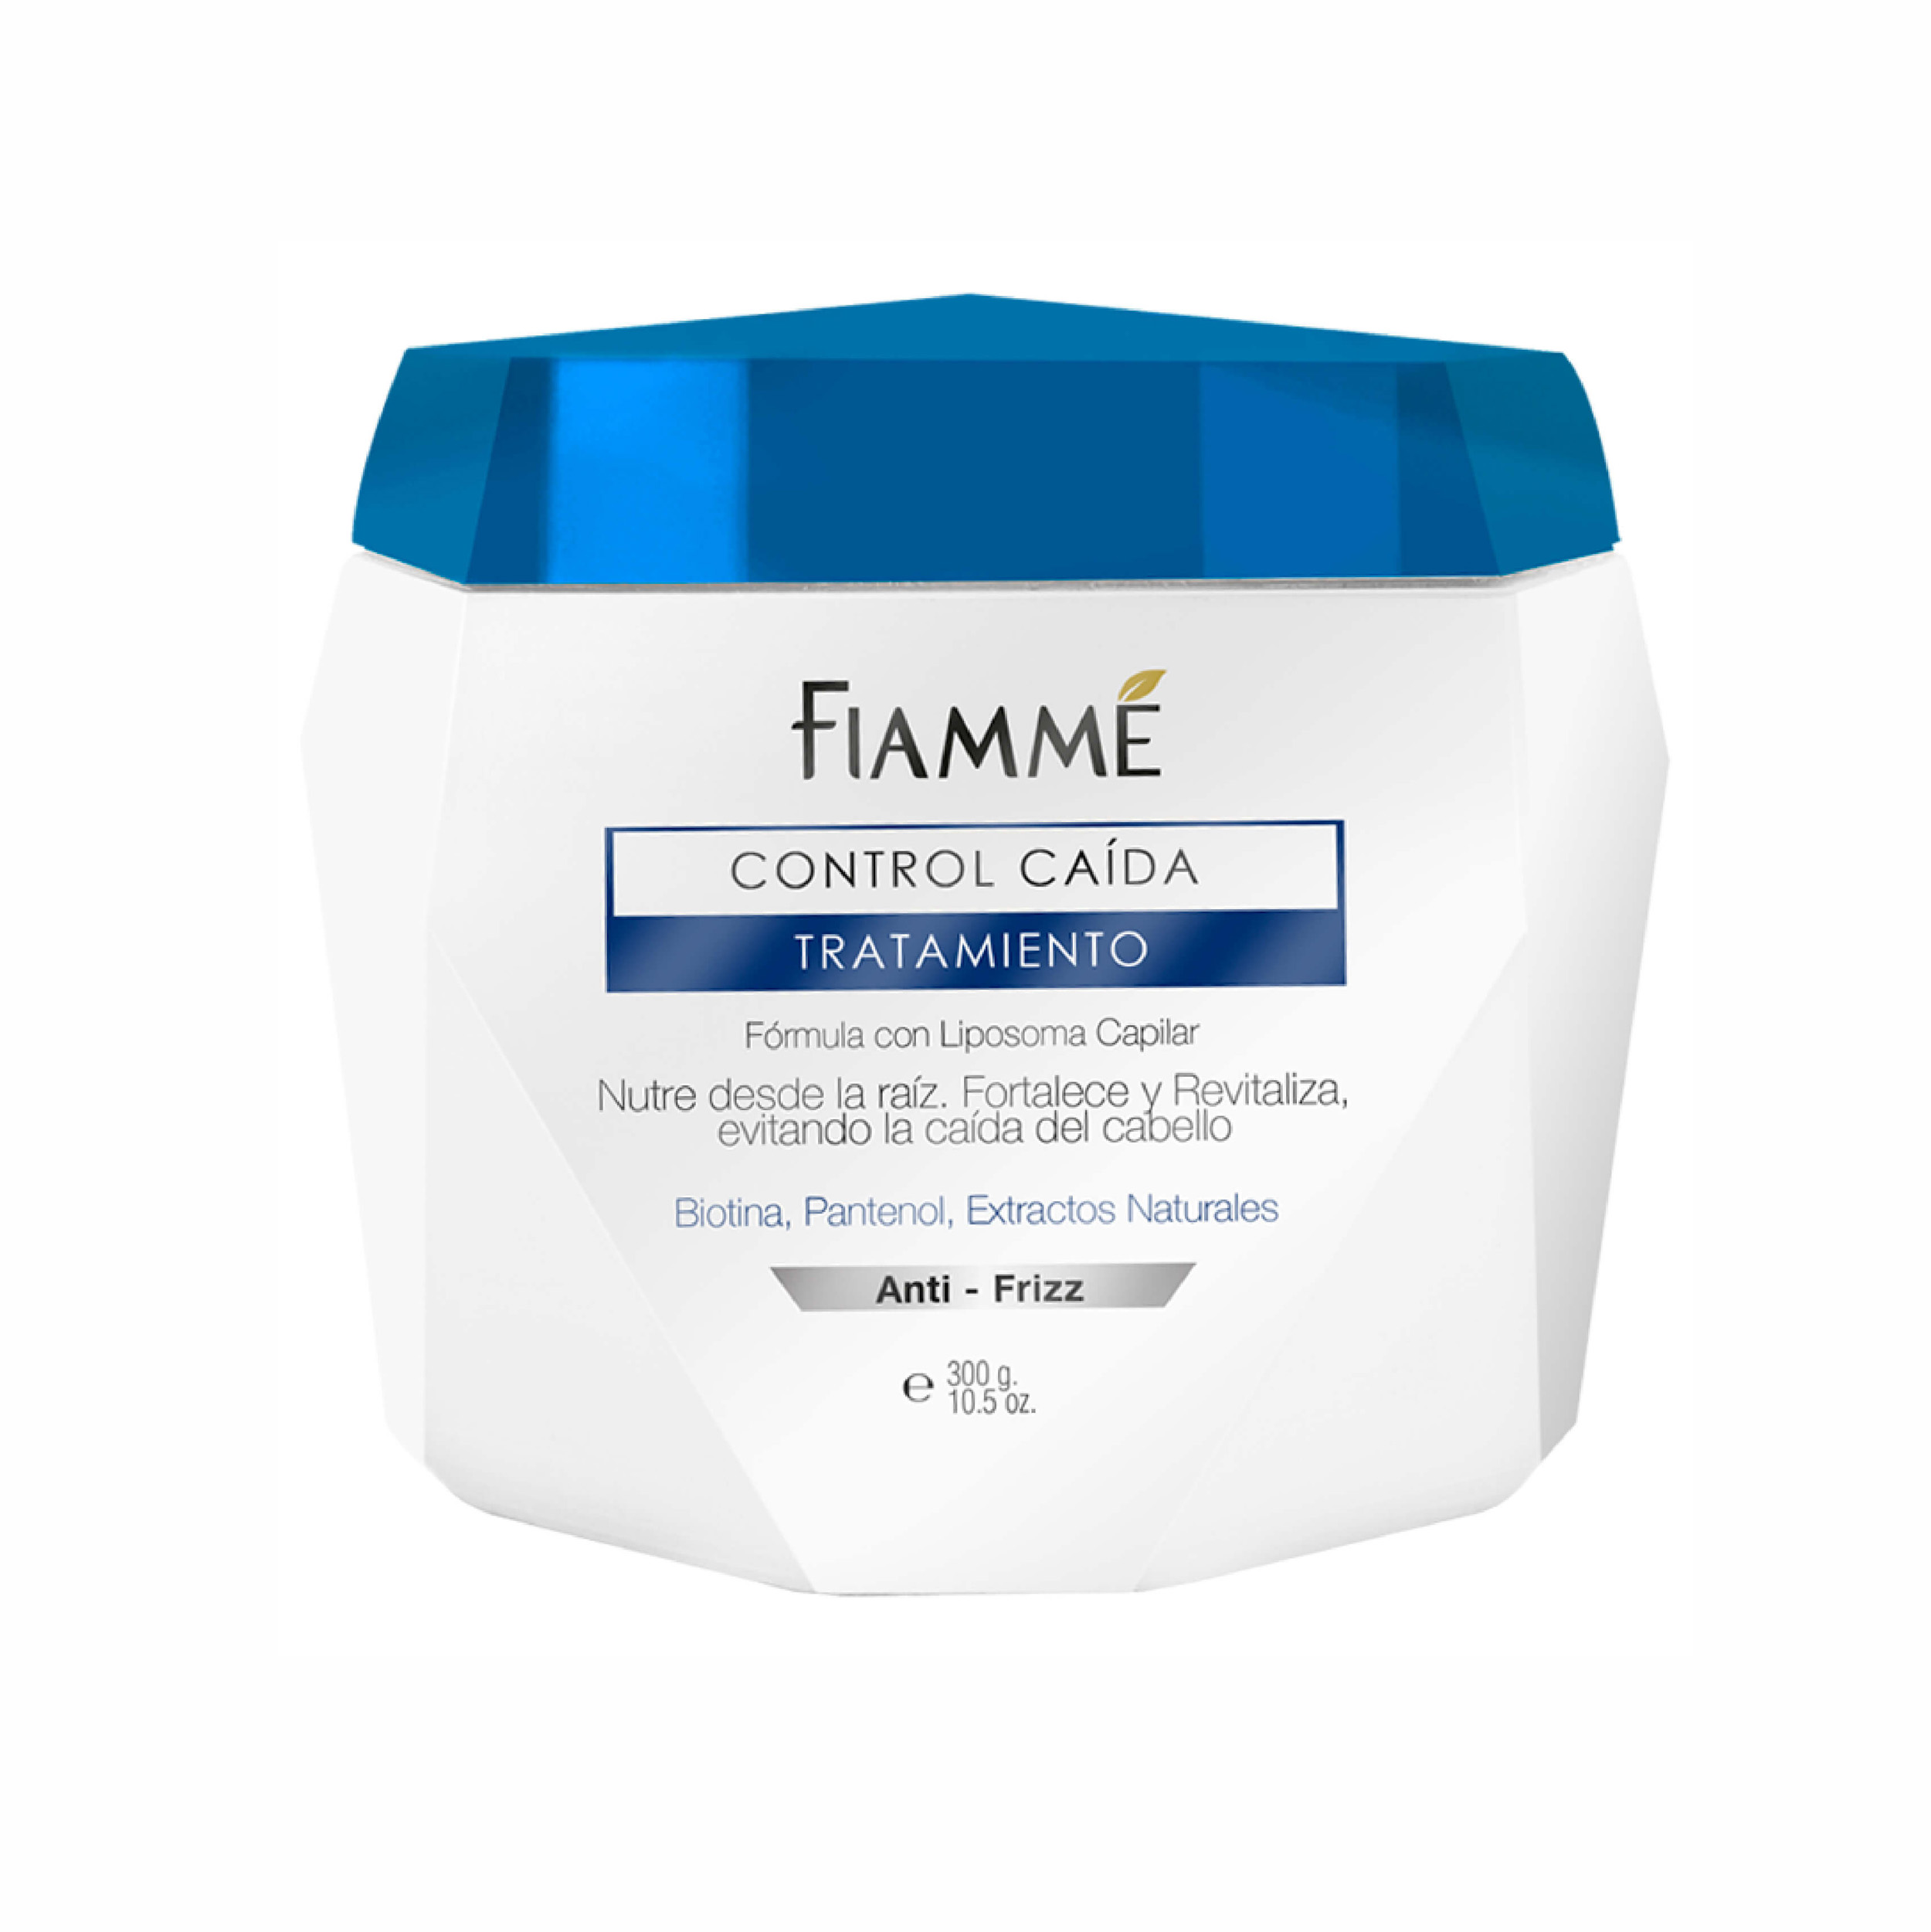 FIAMMÉ
CONTROL CAÍDA
TRATAMIENTO
Fórmula con Liposoma Capilar
Nutre desde la raíz. Fortalece y Revitaliza,
evitando la caída del cabello
Biotina, Pantenol, Extractos Naturales
Anti - Frizz
℮ 300 g.
10.5 oz.